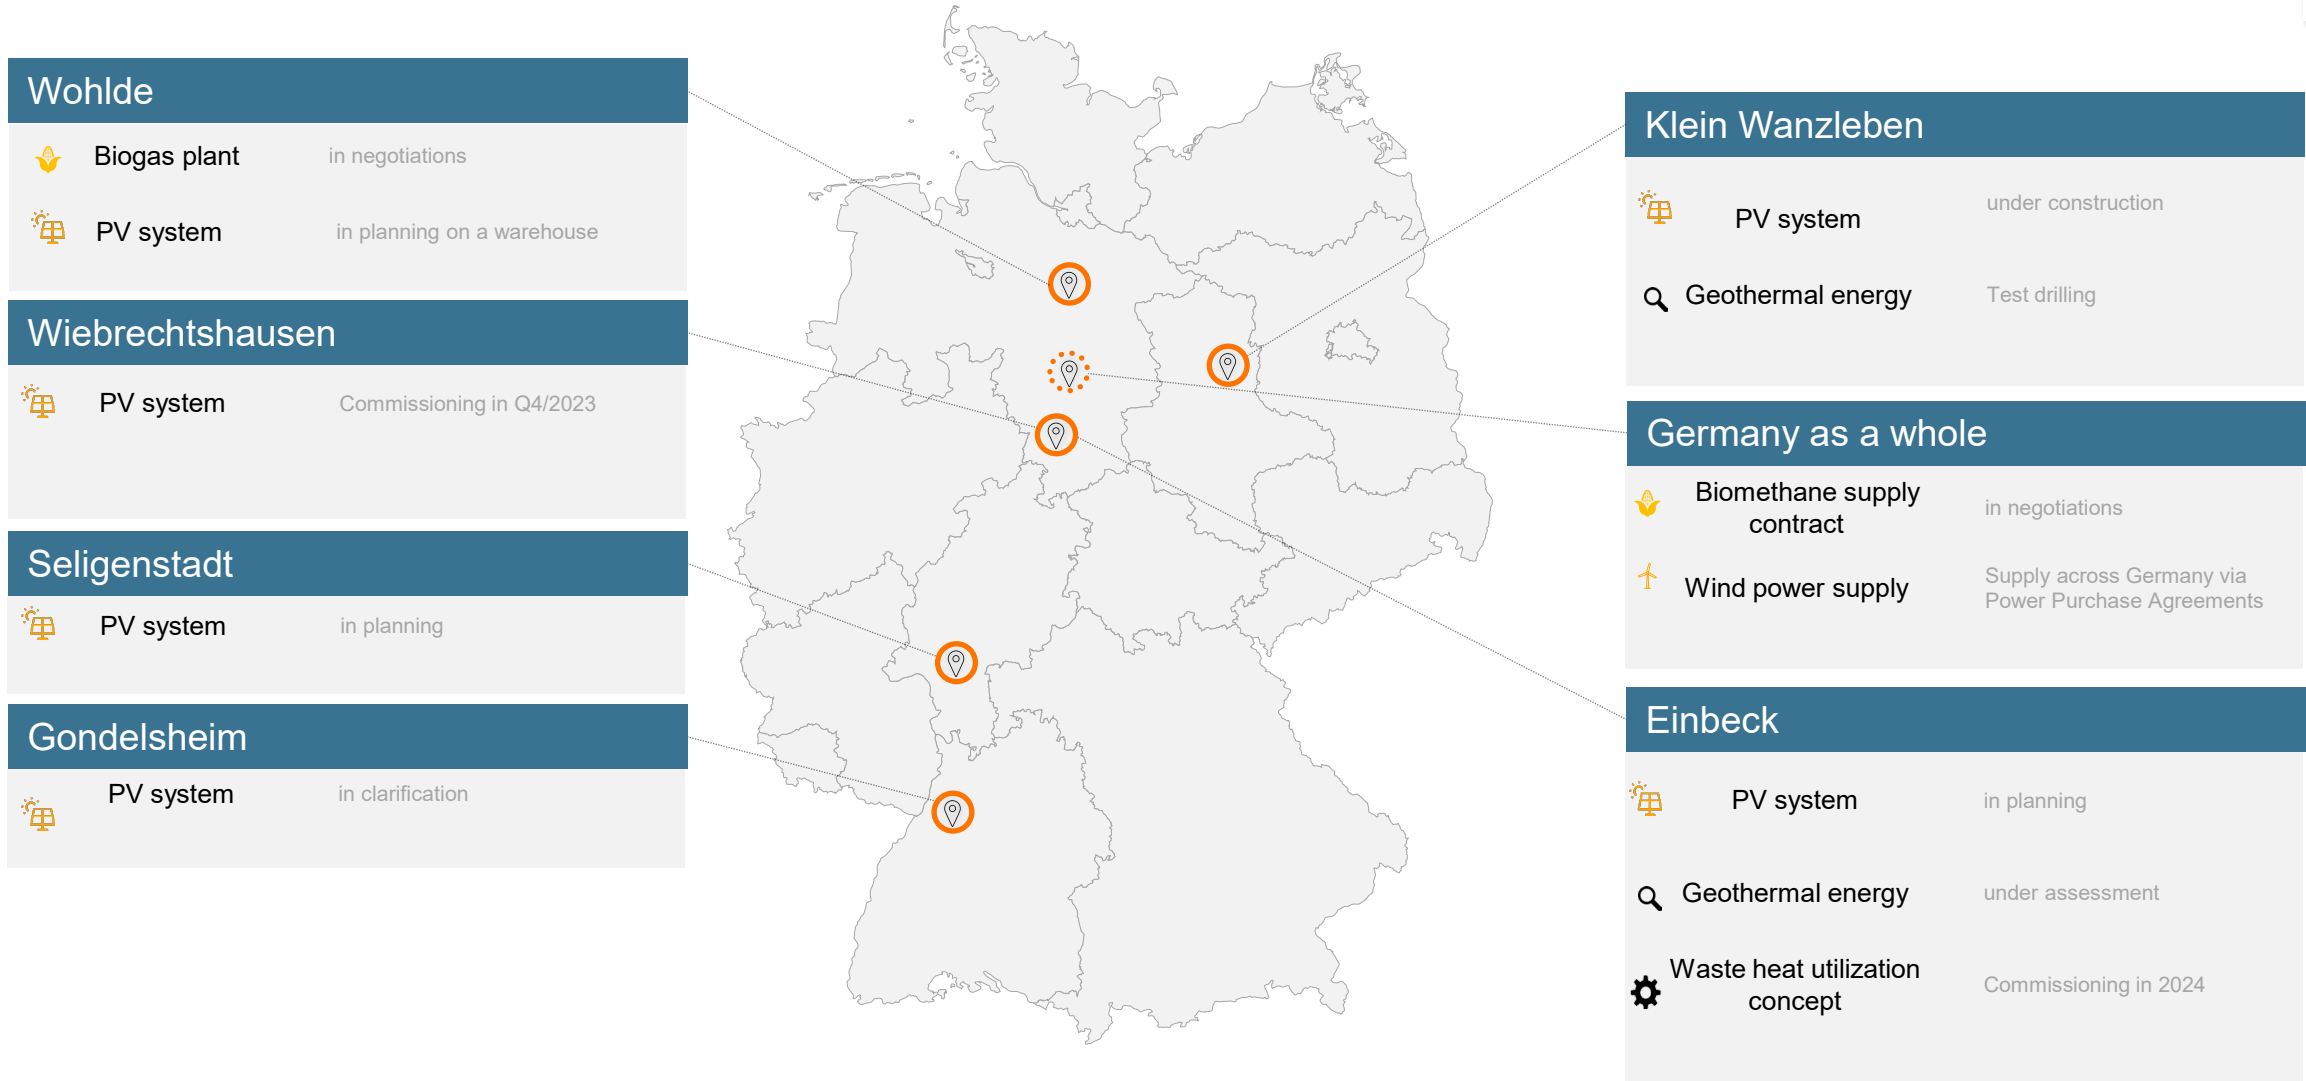 Wohlde
Biogas plant in negotiations
PV system in planning on a warehouse
Wiebrechtshausen
PV system Commissioning in Q4/2023
Seligenstadt
PV system in planning
Gondelsheim
PV system in clarification
Klein Wanzleben
PV system under construction
Geothermal energy Test drilling
Germany as a whole
Biomethane supply
contract
in negotiations
Wind power supply
Supply across Germany via
Power Purchase Agreements
Einbeck
PV system in planning
Geothermal energy under assessment
Waste heat utilization
concept
Commissioning in 2024